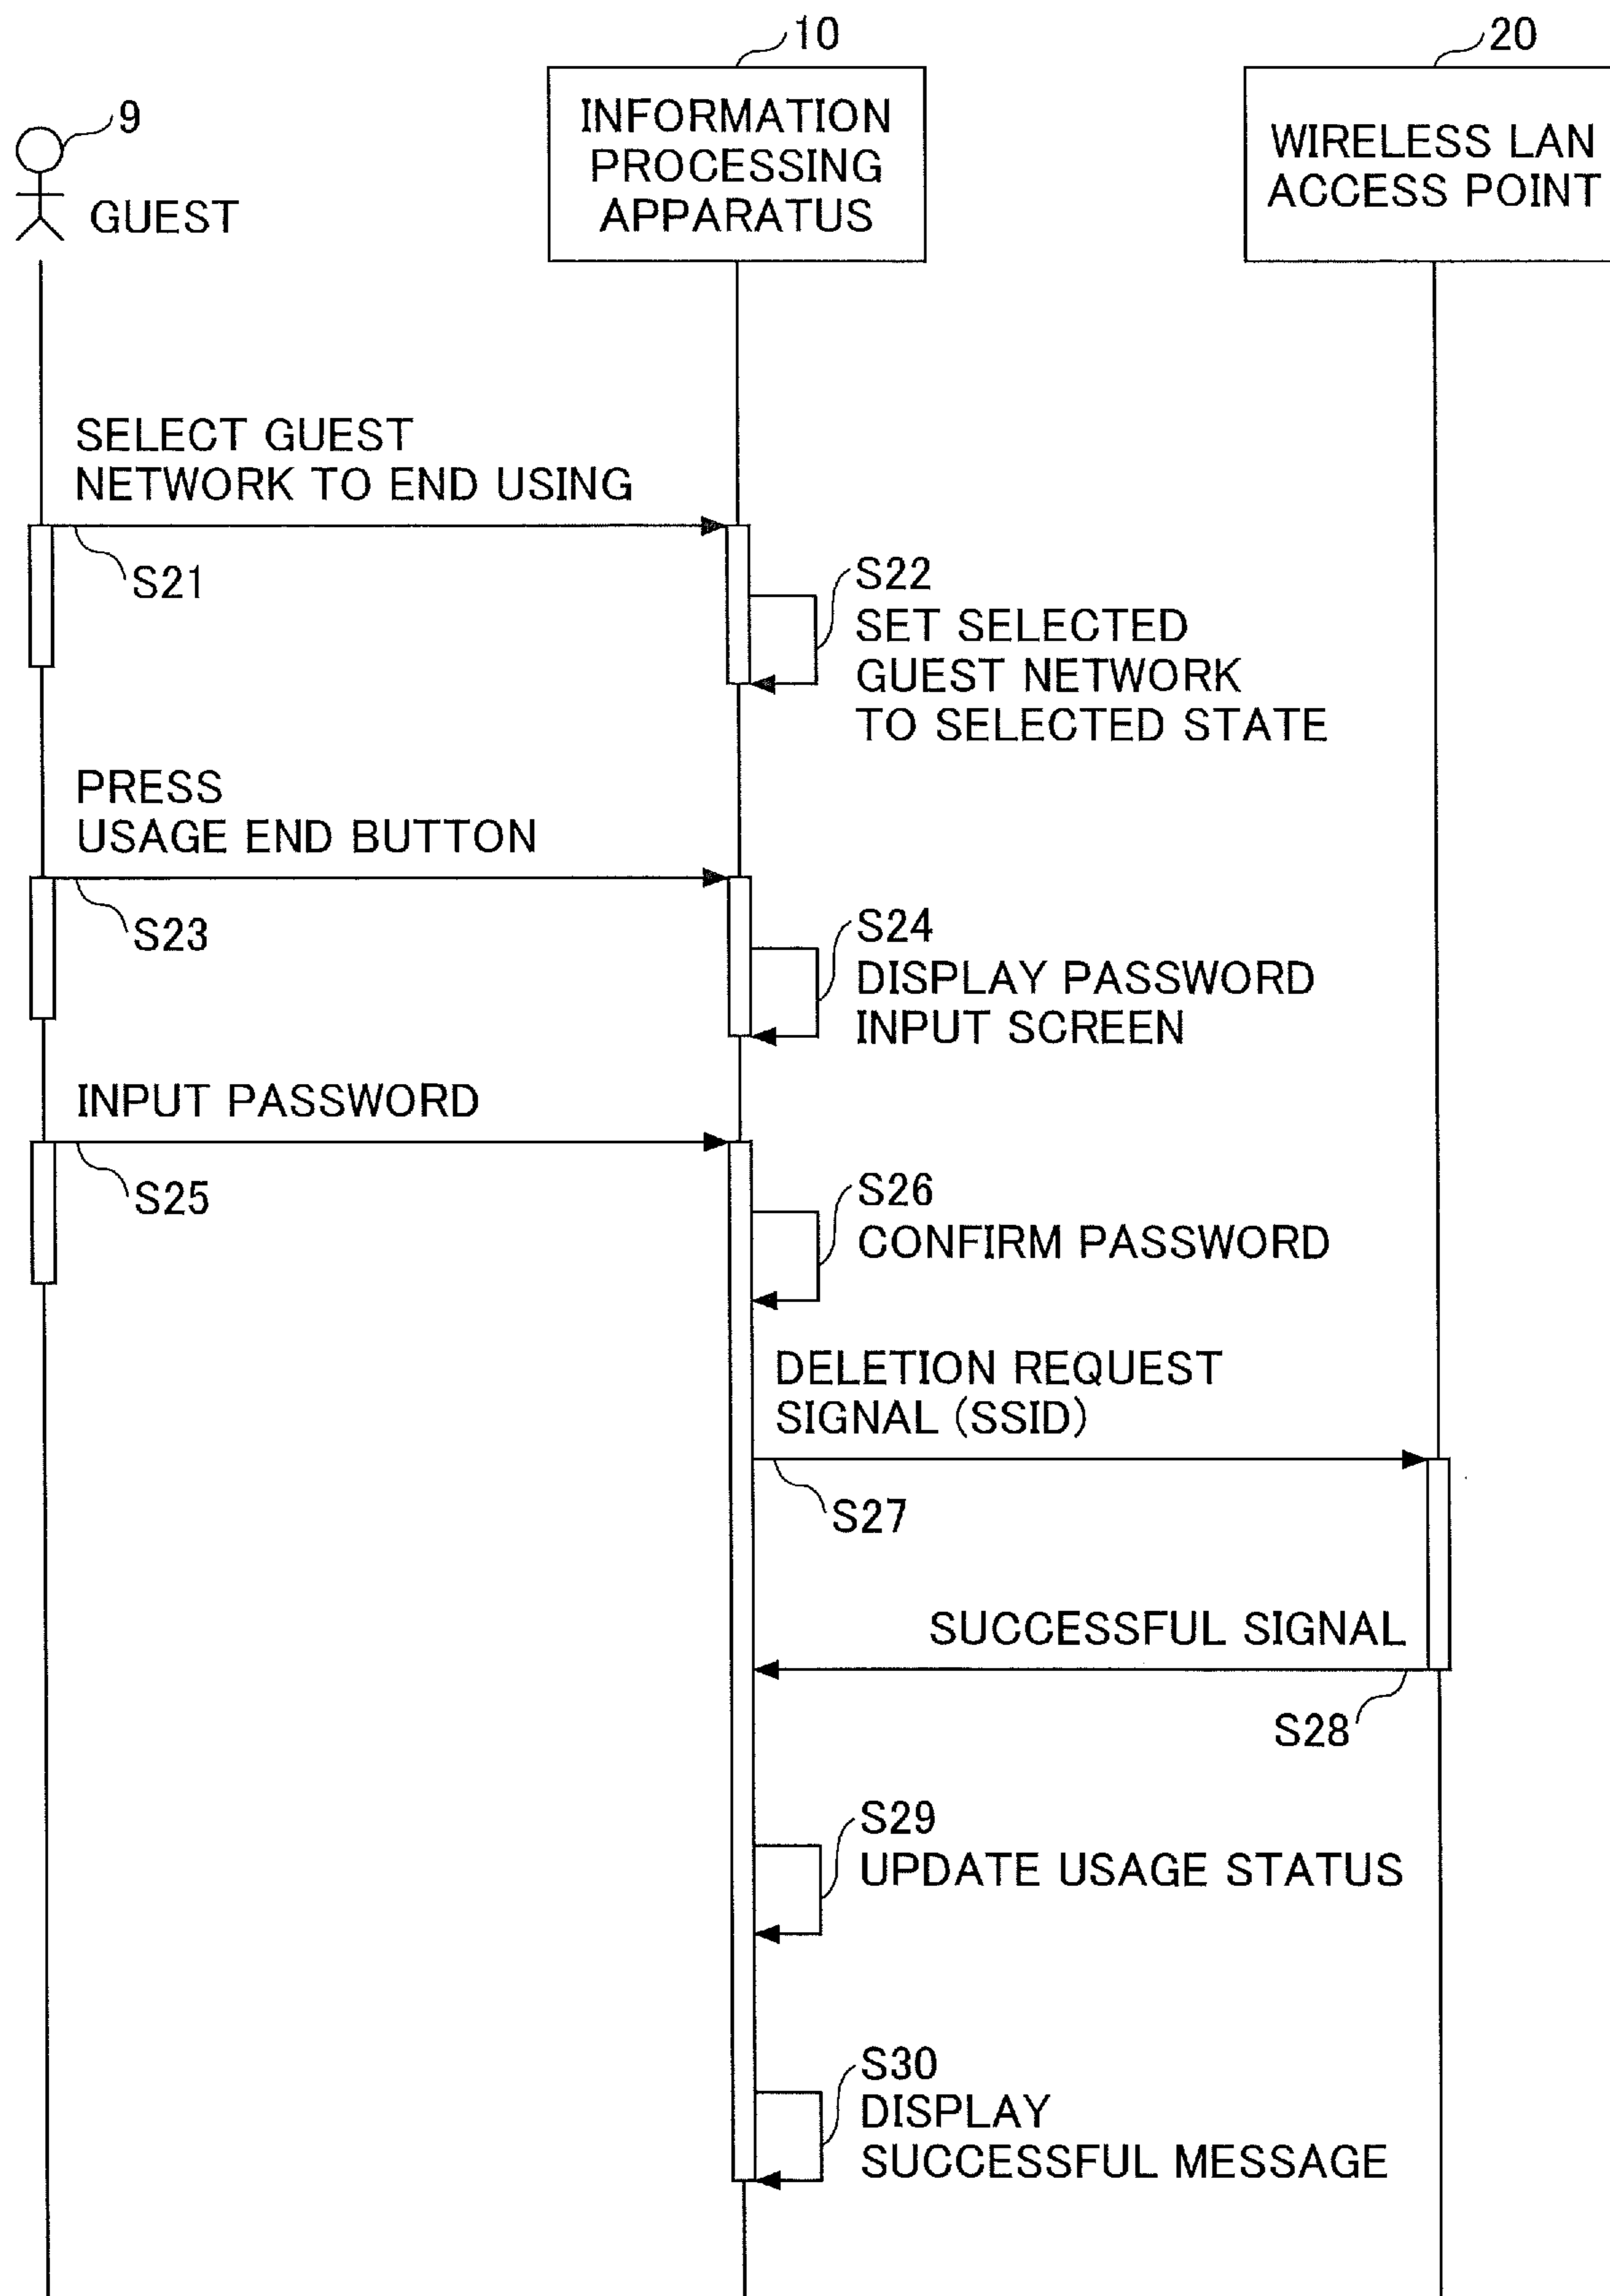 10
20
9
INFORMATION
PROCESSING
APPARATUS
WIRELESS LAN
ACCESS POINT
GUEST
SELECT GUEST
NETWORK TO END USING
S21
S22
SET SELECTED
GUEST NETWORK
TO SELECTED STATE
PRESS
USAGE END BUTTON
S23
S24
DISPLAY PASSWORD
INPUT SCREEN
INPUT PASSWORD
S25
S26
CONFIRM PASSWORD
DELETION REQUEST
SIGNAL (SSID)
S27
SUCCESSFUL SIGNAL
S28
S29
UPDATE USAGE STATUS
S30
DISPLAY
SUCCESSFUL MESSAGE